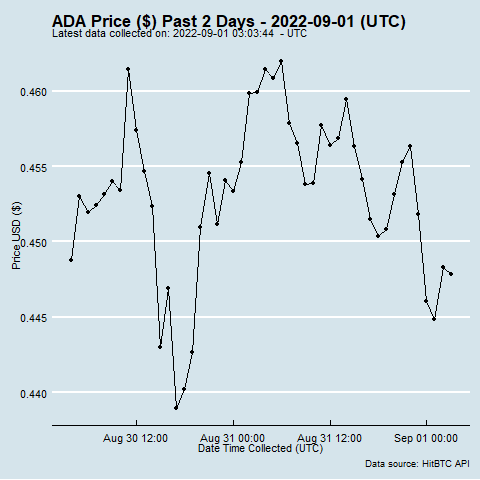 ADA Price ($) Past 2 Days - 2022-09-01 (UTC)
Latest data collected on: 2022-09-01 03:03:44  - UTC
0.460
0.455
0.450
0.445
0.440
Price USD ($)
Aug 30 12:00 Aug 31 00:00 Aug 31 12:00 Sep 01 00:00
Date Time Collected (UTC)
Data source: HitBTC API